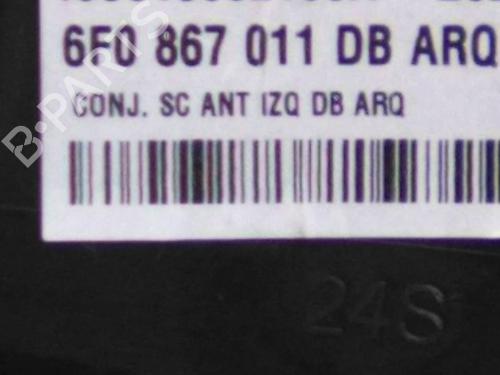 6F0 867 011 DB ARQ
CONJ. SC ANT IZQ DB ARQ
B-PARTS
24S